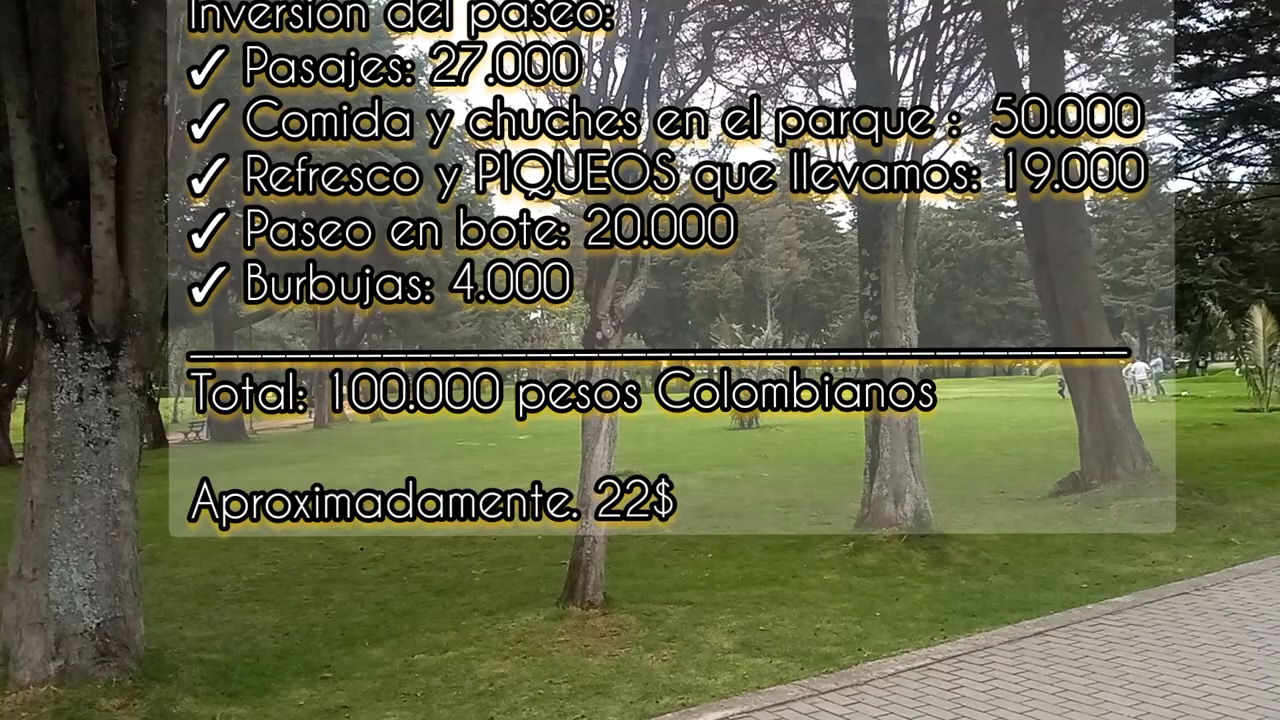 Inversión del paseo:
✓ Pasajes: 27.000
✓ Comida y chuches en el parque : 50.000
✓ Refresco y PIQUEOS que llevamos: 19.000
✓ Paseo en bote: 20.000
✓ Burbujas: 4.000
Total: 100.000 pesos Colombianos
Aproximadamente. 22$